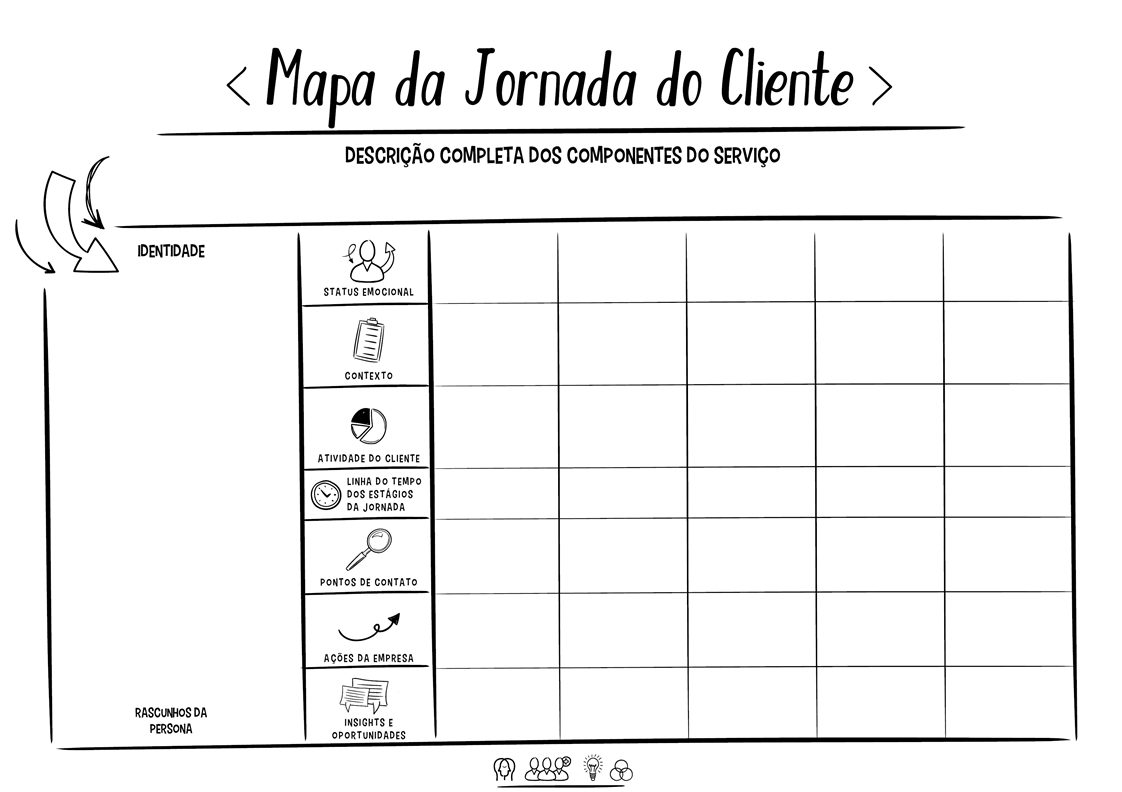 < Mapa da Jornada do Cliente >
DESCRIÇÃO COMPLETA DOS COMPONENTES DO SERVIÇO
IDENTIDADE
STATUS EMOCIONAL
CONTEXTO
ATIVIDADE DO CLIENTE
LINHA DO TEMPO
DOS ESTÁGIOS
DA JORNADA
PONTOS DE CONTATO
AÇÕES DA EMPRESA
INSIGHTS E
OPORTUNIDADES
RASCUNHOS DA
PERSONA